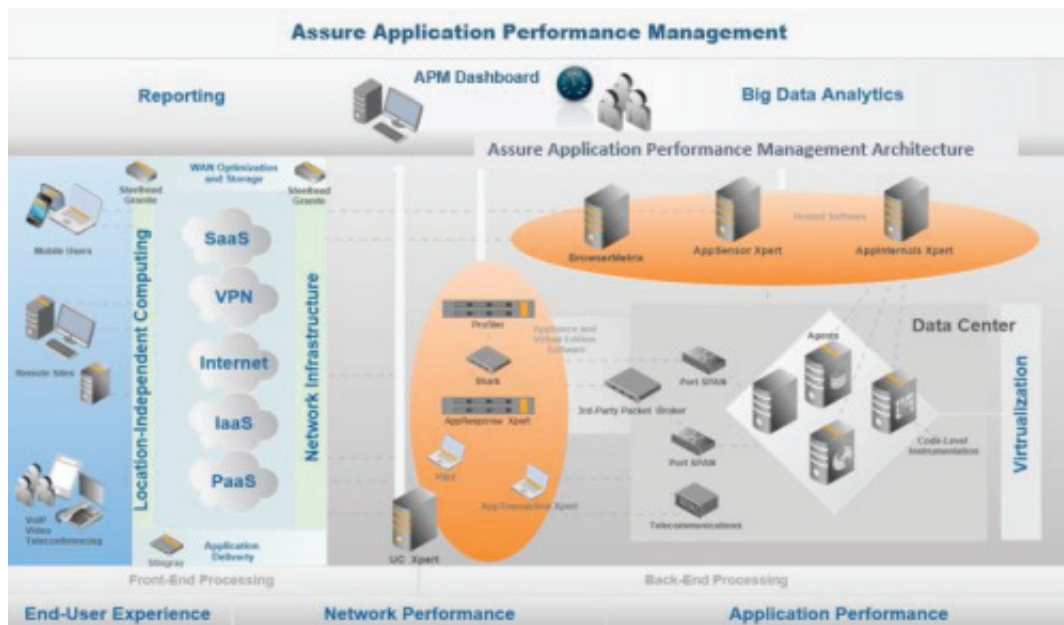 Assure Application Performance Management
Reporting
APM Dashboard
Big Data Analytics
Assure Application Performance Management Architecture
Steelhead
Granite
WAN Optimization
and Storage
Steelhead
Granite
Mobile Users
Remote Sites
VoIP
Video
Teleconferencing
Location-Independent Computing
SaaS
VPN
Internet
IaaS
PaaS
Network Infrastructure
Stingray
Application
Delivery
BrowserMetrix
AppSensor Xpert
Hosted Software
AppInternals Xpert
Profiler
Shark
AppResponse Xpert
Pilot
AppTransaction Xpert
UC Xpert
Appliance and
Virtual Edition
Software
3rd-Party Packet Broker
Port SPAN
Port SPAN
Telecommunications
Data Center
Agents
Code-Level
Instrumentation
Virtrualization
Front-End Processing
Back-End Processing
End-User Experience
Network Performance
Application Performance